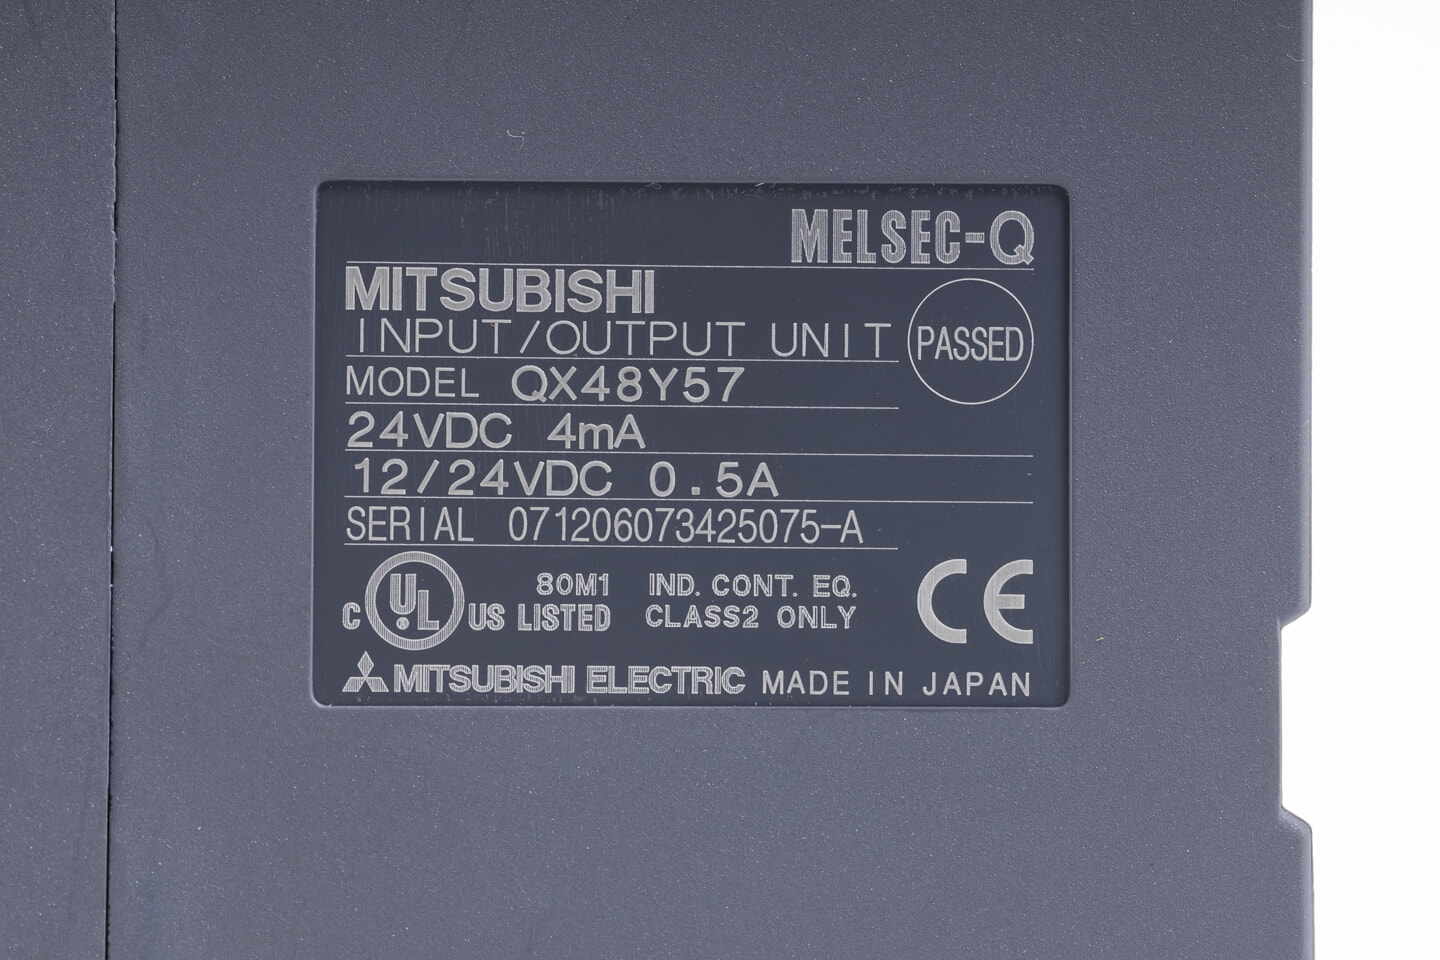 MELSEC-Q
MITSUBISHI
INPUT/OUTPUT UNIT
PASSED
MODEL QX48Y57
24VDC 4mA
12/24VDC 0.5A
SERIAL 071206073425075-A
C UL US LISTED
80M1 IND. CONT. EQ.
CLASS2 ONLY
CE
MITSUBISHI ELECTRIC MADE IN JAPAN